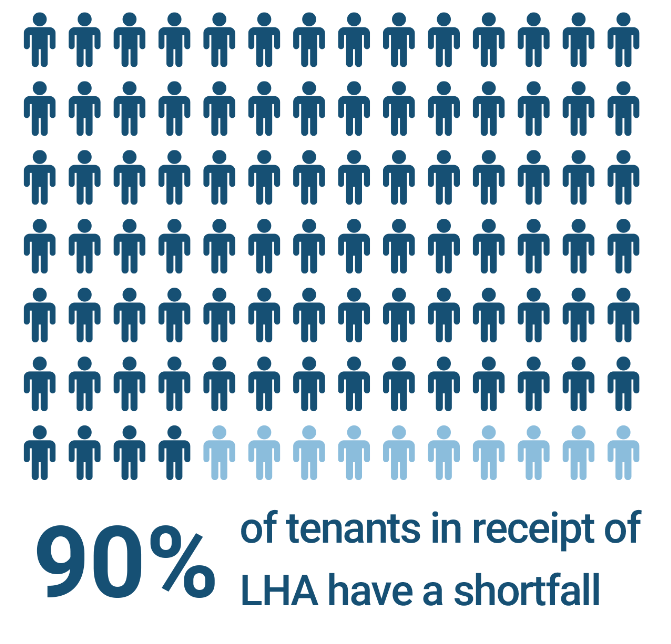 90%
of tenants in receipt of
LHA have a shortfall